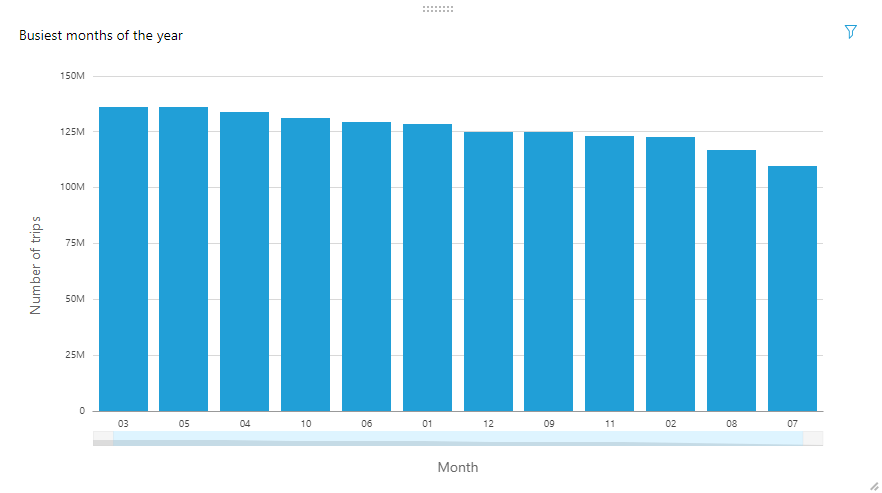 Busiest months of the year
150M
125M
100M
75M
50M
25M
0
Number of trips
03 05 04 10 06 01 12 09 11 02 08 07
Month